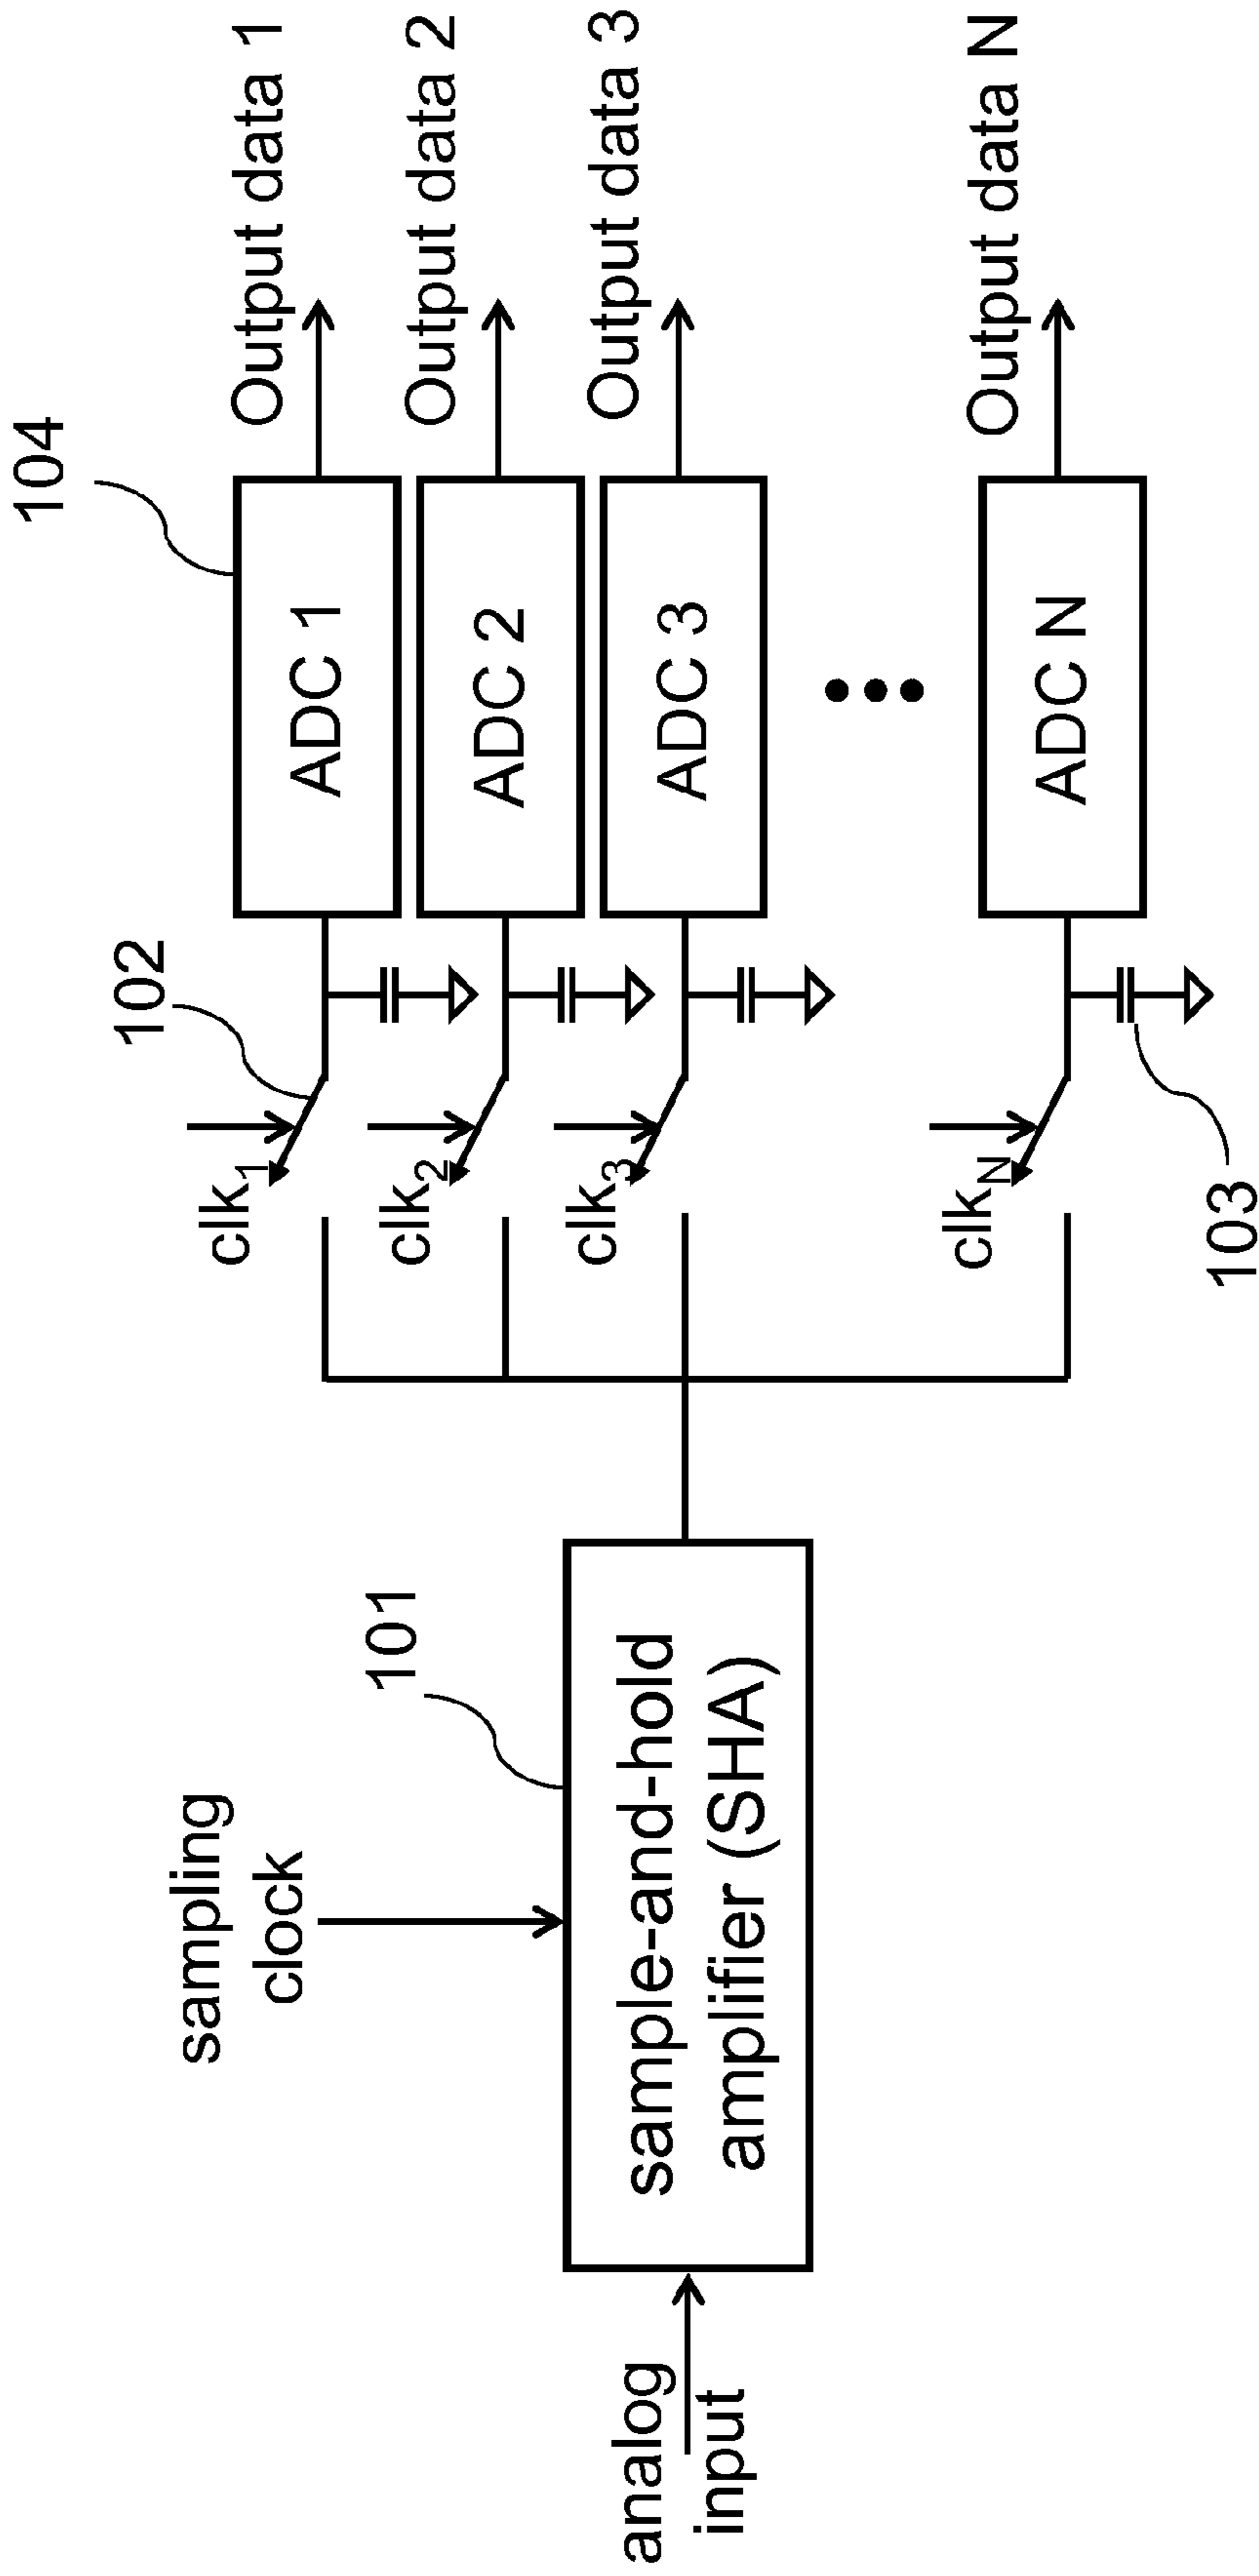 analog
input
sampling
clock
101
sample-and-hold
amplifier (SHA)
clk1
clk2
clk3
clkN
102
103
104
ADC 1
ADC 2
ADC 3
ADC N
Output data 1
Output data 2
Output data 3
Output data N